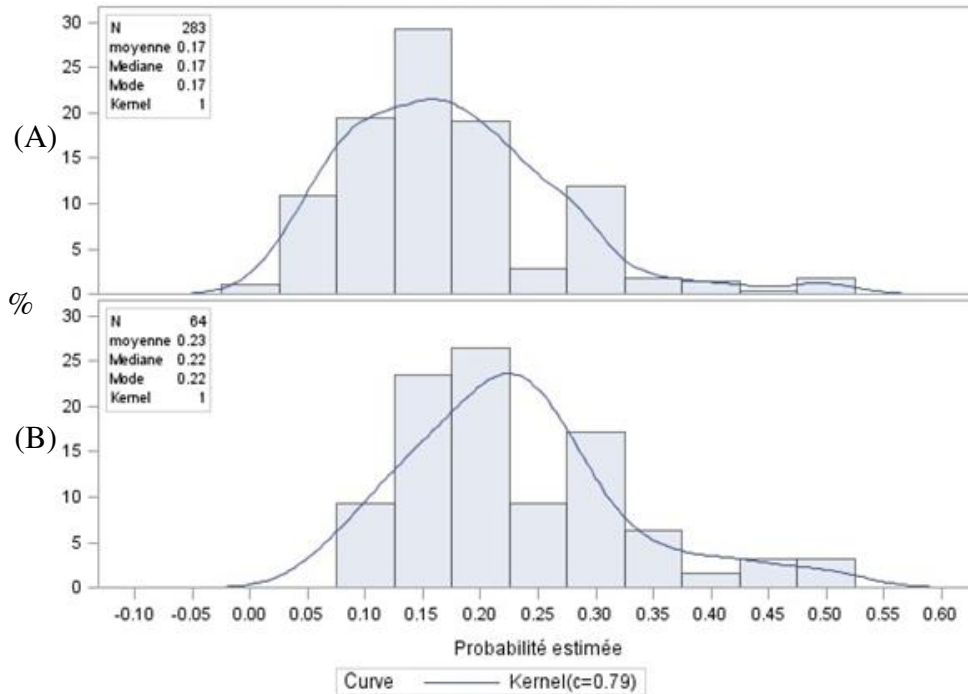 30
25
20
15
10
5
0
N 283
moyenne 0.17
Mediane 0.17
Mode 0.17
Kernel 1
(A)
%
30
25
20
15
10
5
0
N 64
moyenne 0.23
Mediane 0.22
Mode 0.22
Kernel 1
(B)
-0.10 -0.05 0.00 0.05 0.10 0.15 0.20 0.25 0.30 0.35 0.40 0.45 0.50 0.55 0.60
Probabilité estimée
Curve Kernel(c=0.79)